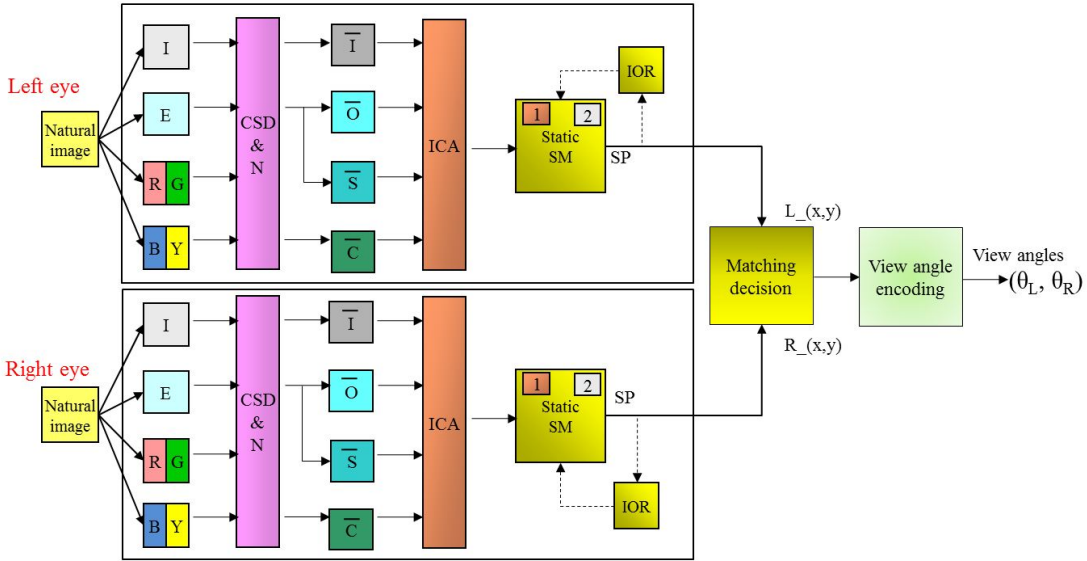 Left eye
Natural
image
I
E
R G
B Y
CSD
&
N
I̅
O̅
S̅
C̅
ICA
1 2
Static
SM
IOR
SP
L_(x,y)
Matching
decision
View angle
encoding
View angles
(θL, θR)
R_(x,y)
Right eye
Natural
image
I
E
R G
B Y
CSD
&
N
I̅
O̅
S̅
C̅
ICA
1 2
Static
SM
SP
IOR